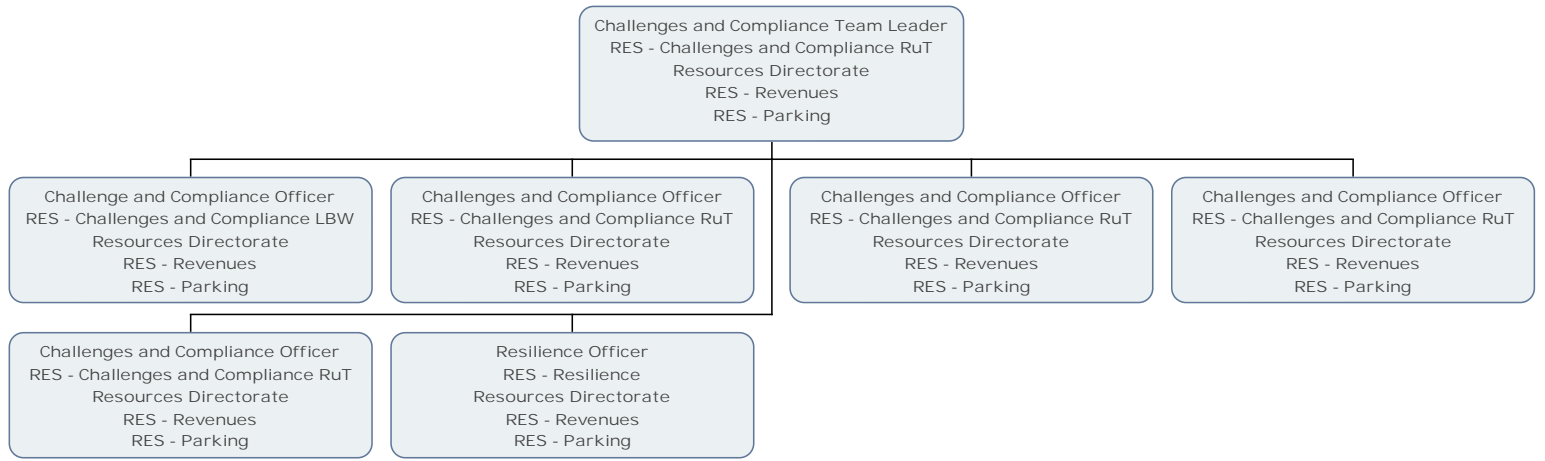 Challenges and Compliance Team Leader
RES - Challenges and Compliance RuT
Resources Directorate
RES - Revenues
RES - Parking
Challenge and Compliance Officer
RES - Challenges and Compliance LBW
Resources Directorate
RES - Revenues
RES - Parking
Challenges and Compliance Officer
RES - Challenges and Compliance RuT
Resources Directorate
RES - Revenues
RES - Parking
Challenges and Compliance Officer
RES - Challenges and Compliance RuT
Resources Directorate
RES - Revenues
RES - Parking
Challenge and Compliance Officer
RES - Challenges and Compliance RuT
Resources Directorate
RES - Revenues
RES - Parking
Challenges and Compliance Officer
RES - Challenges and Compliance RuT
Resources Directorate
RES - Revenues
RES - Parking
Resilience Officer
RES - Resilience
Resources Directorate
RES - Revenues
RES - Parking